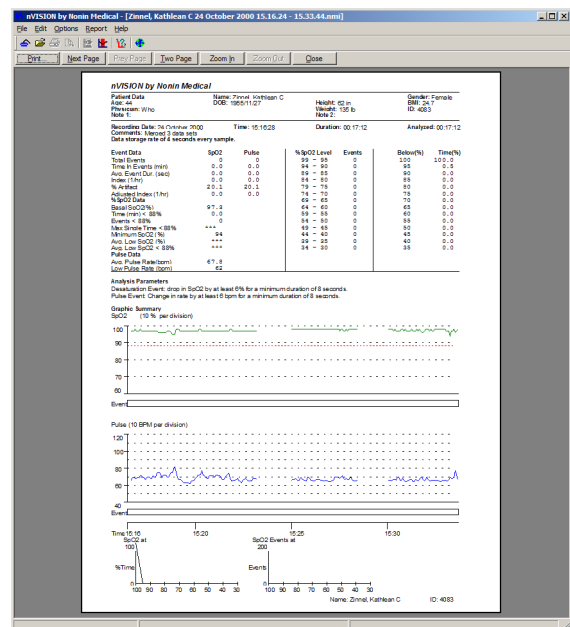 nVISION by Nonin Medical - [Zinnel, Kathlean C 24 October 2000 15.16.24 - 15.33.44.nmi]
File Edit Options Report Help
Print... Next Page Prev Page Two Page Zoom In Zoom Out Close
nVISION by Nonin Medical
Patient Data Name: Zinnel, Kathlean C Gender: Female
Age: 44 DOB: 1955/11/27 Height: 62 in BMI: 24.7
Physician: Who Weight: 135 lb ID: 4083
Note 1: Note 2:
Recording Date: 24 October 2000 Time: 15:16:28 Duration: 00:17:12 Analyzed: 00:17:12
Comments: Merged 3 data sets
Data storage rate of 4 seconds every sample.
Event Data SpO2 Pulse %SpO2 Level Events Below(%) Time(%)
Total Events 0 0 99 - 95 0 100 100.0
Time In Events (min) 0.0 0.0 94 - 90 0 95 0.5
Avg. Event Dur. (sec) 0.0 0.0 89 - 85 0 90 0.0
Index (1/hr) 0.0 0.0 84 - 80 0 85 0.0
% Artifact 20.1 20.1 79 - 75 0 80 0.0
Adjusted Index (1/hr) 0.0 0.0 74 - 70 0 75 0.0
%SpO2 Data 69 - 65 0 70 0.0
Basal SpO2(%) 97.3 64 - 60 0 65 0.0
Time (min) < 88% 0.0 59 - 55 0 60 0.0
Events < 88% 0 54 - 50 0 55 0.0
Max Single Time < 88% *** 49 - 45 0 50 0.0
Minimum SpO2 (%) 94 44 - 40 0 45 0.0
Avg. Low SpO2 (%) *** 39 - 35 0 40 0.0
Avg. Low SpO2 < 88% *** 34 - 30 0 35 0.0
Pulse Data
Avg. Pulse Rate(bpm) 67.8
Low Pulse Rate (bpm) 62
Analysis Parameters
Desaturation Event: drop in SpO2 by at least 6% for a minimum duration of 8 seconds.
Pulse Event: Change in rate by at least 6 bpm for a minimum duration of 8 seconds.
Graphic Summary
SpO2 (10 % per division)
100
90
80
70
60
Event
Pulse (10 BPM per division)
120
100
80
60
40
Event
Time 15:16 15:20 15:25 15:30
SpO2 at SpO2 Events at
100 200
%Time Events
0 0
100 90 80 70 60 50 40 30 100 90 80 70 60 50 40 30
Name: Zinnel, Kathlean C ID: 4083